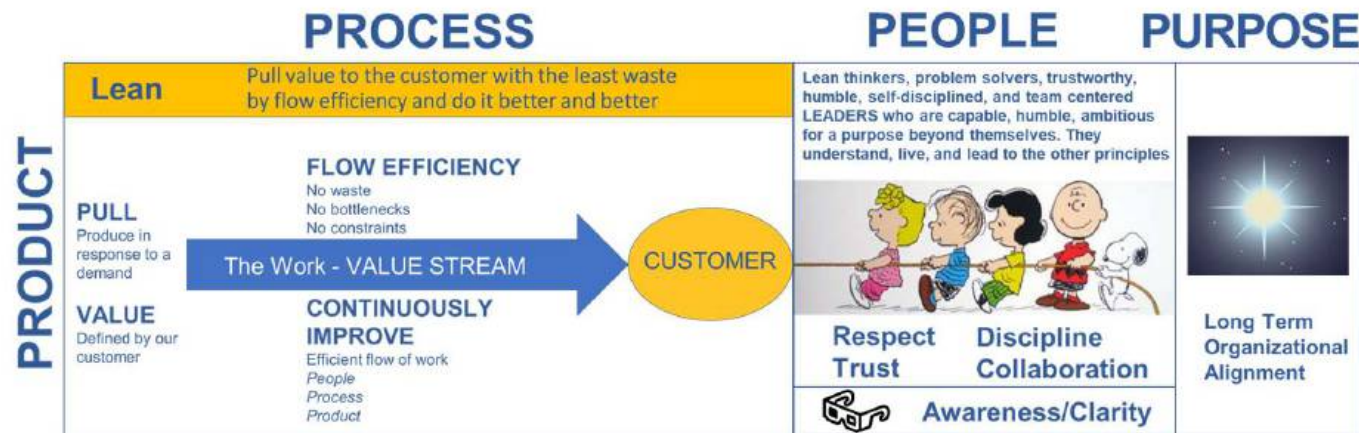 PROCESS
PEOPLE
PURPOSE
PRODUCT
Lean
Pull value to the customer with the least waste
by flow efficiency and do it better and better
FLOW EFFICIENCY
No waste
No bottlenecks
No constraints
PULL
Produce in
response to a
demand
The Work - VALUE STREAM
CUSTOMER
VALUE
Defined by our
customer
CONTINUOUSLY
IMPROVE
Efficient flow of work
People
Process
Product
Lean thinkers, problem solvers, trustworthy,
humble, self-disciplined, and team centered
LEADERS who are capable, humble, ambitious
for a purpose beyond themselves. They
understand, live, and lead to the other principles
Respect
Trust
Discipline
Collaboration
Awareness/Clarity
Long Term
Organizational
Alignment